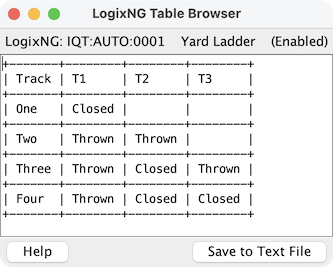 LogixNG Table Browser
LogixNG: IQT:AUTO:0001 Yard Ladder (Enabled)
+-------+--------+--------+--------+
| Track | T1 | T2 | T3 |
+-------+--------+--------+--------+
| One | Closed | | |
+-------+--------+--------+--------+
| Two | Thrown | Thrown | |
+-------+--------+--------+--------+
| Three | Thrown | Closed | Thrown |
+-------+--------+--------+--------+
| Four | Thrown | Closed | Closed |
+-------+--------+--------+--------+
Help Save to Text File